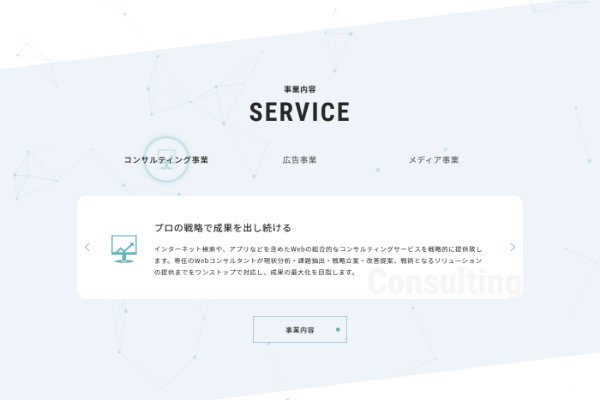 事業内容
SERVICE
コンサルティング事業
広告事業
メディア事業
プロの戦略で成果を出し続ける
インターネット検索や、アプリなどを含めたWebの総合的なコンサルティングサービスを戦略的に提供致し
ます。専任のWebコンサルタントが現状分析・課題抽出・戦略立案・改善提案、戦術となるソリューション
の提供までをワンストップで対応し、成果の最大化を目指します。
Consulting
事業内容